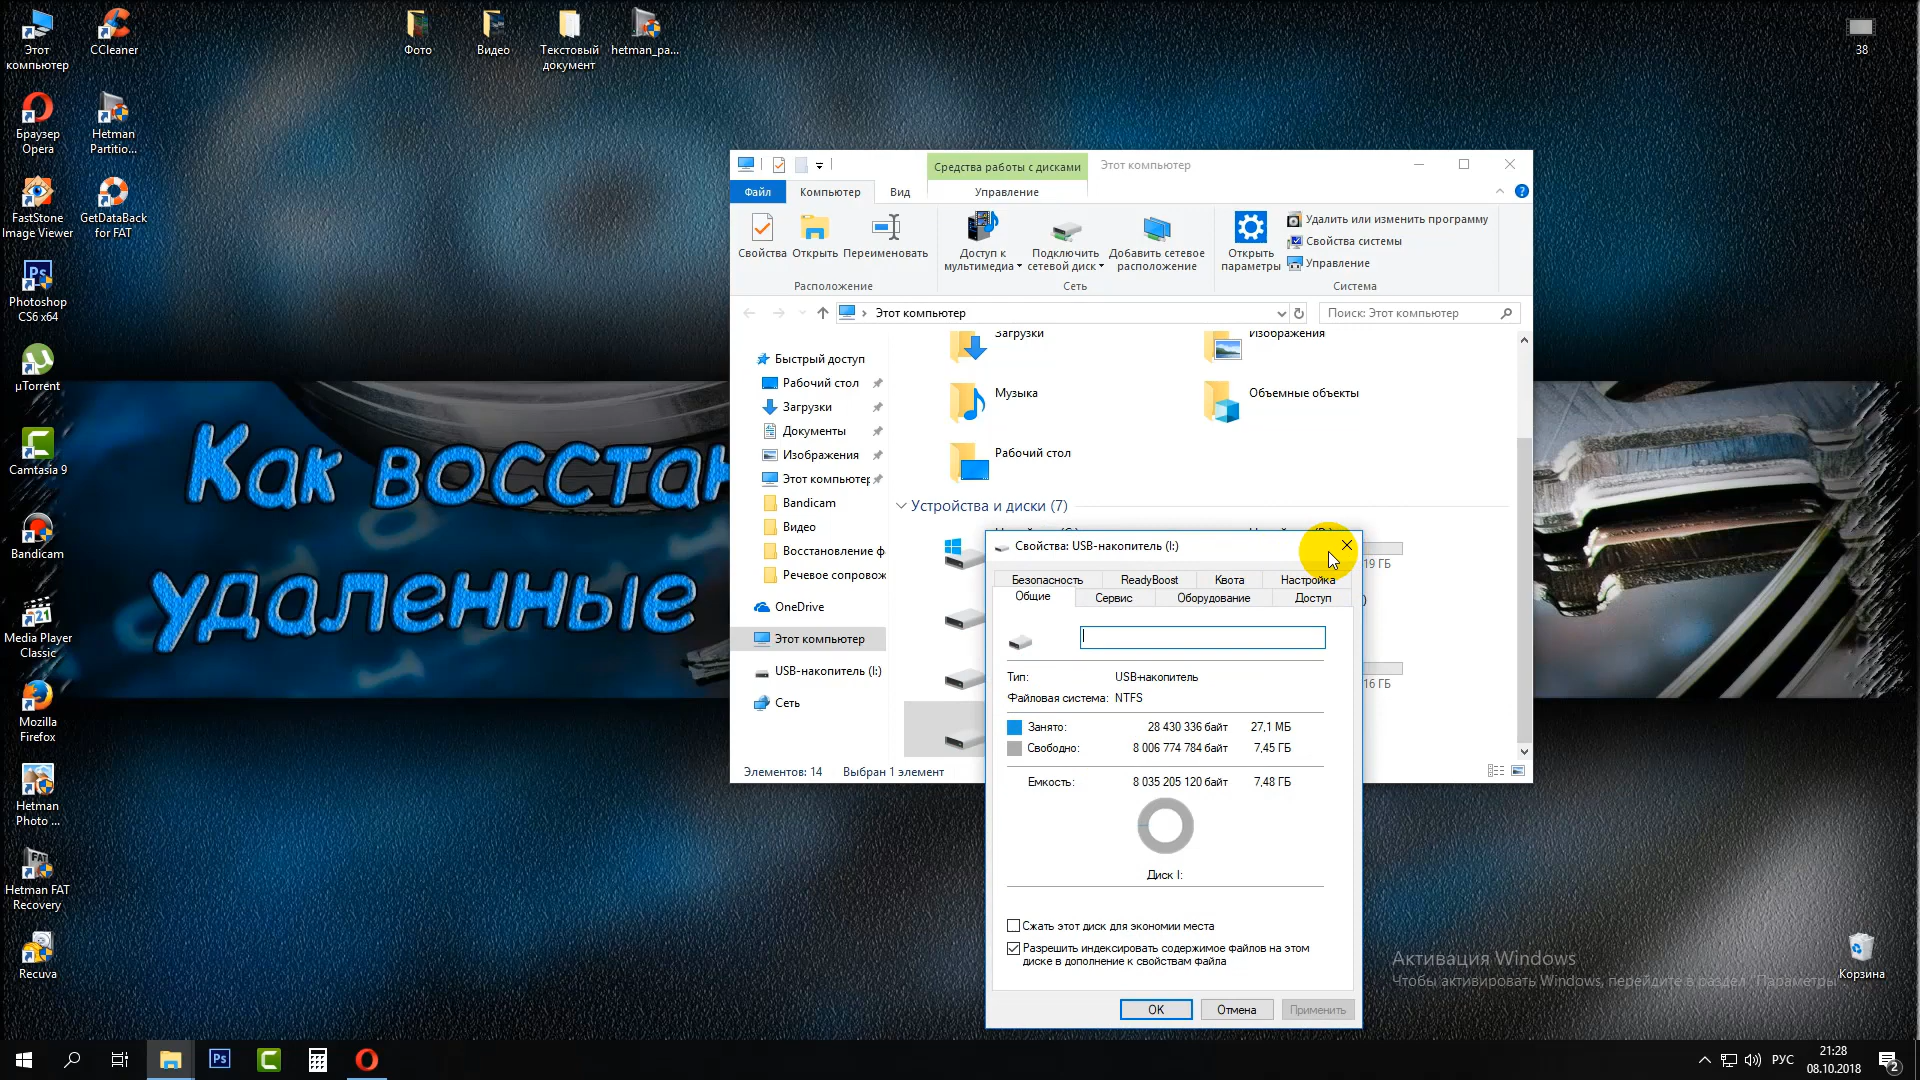 Этот
компьютер
CCleaner
Фото
Видео
Текстовый
документ
hetman_pa...
38
Браузер
Opera
Hetman
Partitio...
FastStone
Image Viewer
GetDataBack
for FAT
Photoshop
CS6 x64
µTorrent
Camtasia 9
Bandicam
Media Player
Classic
Mozilla
Firefox
Hetman
Photo ...
Hetman FAT
Recovery
Recuva
Как восстан
удаленные
Средства работы с дисками
Этот компьютер
Файл
Компьютер
Вид
Управление
Свойства
Открыть
Переименовать
Расположение
Доступ к
мультимедиа
Подключить
сетевой диск
Добавить сетевое
расположение
Сеть
Открыть
параметры
Удалить или изменить программу
Свойства системы
Управление
Система
Этот компьютер
Поиск: Этот компьютер
Быстрый доступ
Рабочий стол
Загрузки
Документы
Изображения
Этот компьютер
Bandicam
Видео
Восстановление ф
Речевое сопровож
OneDrive
Этот компьютер
USB-накопитель (I:)
Сеть
Загрузки
Изображения
Музыка
Объемные объекты
Рабочий стол
Устройства и диски (7)
19 ГБ
16 ГБ
Элементов: 14
Выбран 1 элемент
Свойства: USB-накопитель (I:)
Безопасность
ReadyBoost
Квота
Настройка
Общие
Сервис
Оборудование
Доступ
Тип: USB-накопитель
Файловая система: NTFS
Занято: 28 430 336 байт 27,1 МБ
Свободно: 8 006 774 784 байт 7,45 ГБ
Емкость: 8 035 205 120 байт 7,48 ГБ
Диск I:
Сжать этот диск для экономии места
Разрешить индексировать содержимое файлов на этом
диске в дополнение к свойствам файла
ОК
Отмена
Применить
Активация Windows
Чтобы активировать Windows, перейдите в раздел "Параметры".
Корзина
РУС
21:28
08.10.2018
2